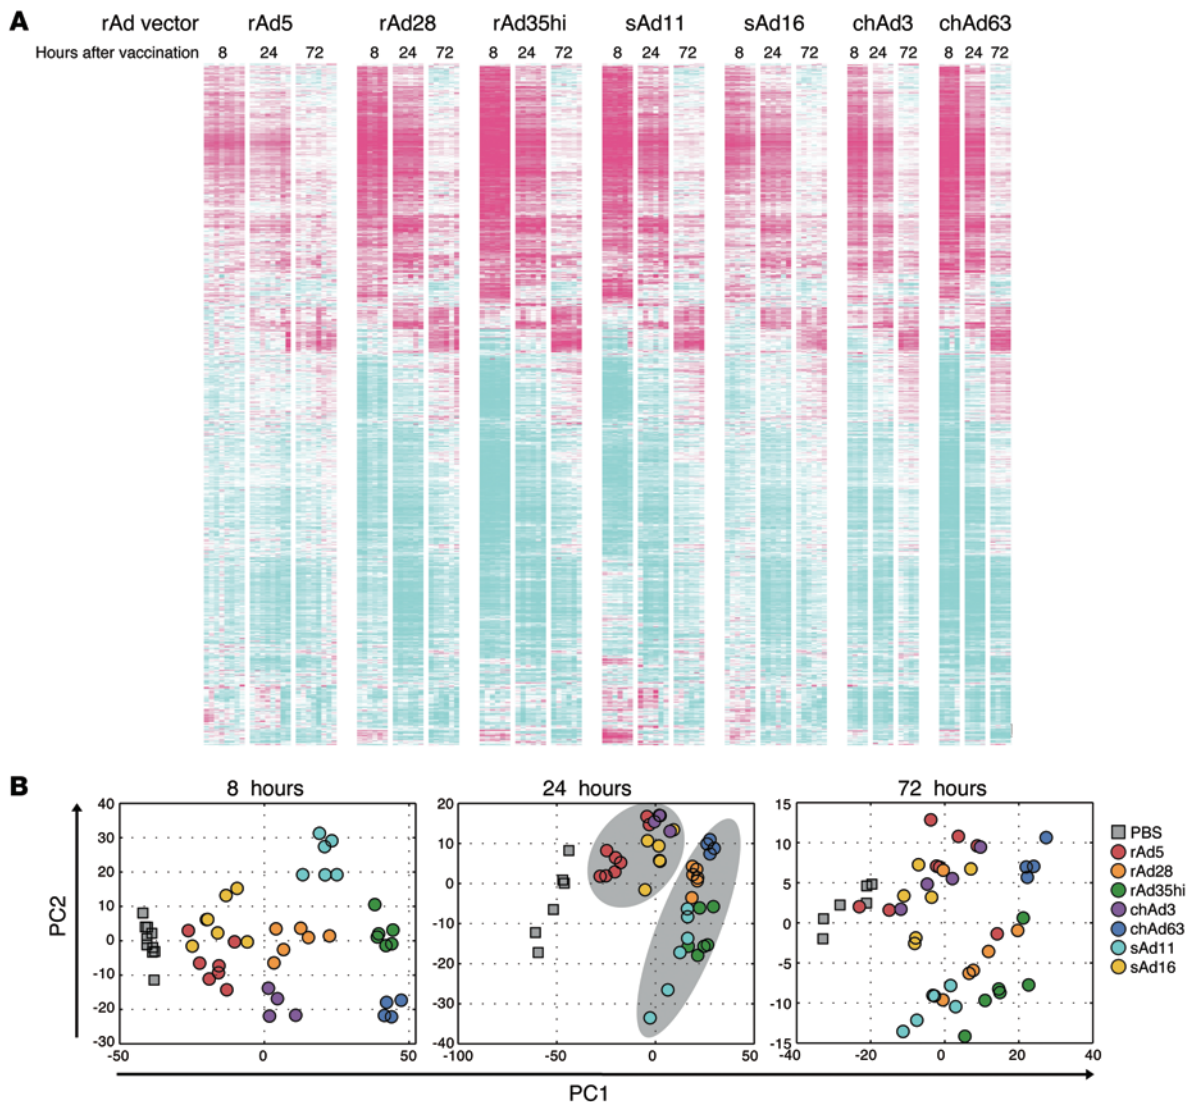 A
rAd vector rAd5 rAd28 rAd35hi sAd11 sAd16 chAd3 chAd63
Hours after vaccination 8 24 72 8 24 72 8 24 72 8 24 72 8 24 72 8 24 72 8 24 72
B
8 hours 24 hours 72 hours
40 20 15
30
20 10 10
10 0 5
0 -10 0
-10 -20 -5
-20 -30 -10
-30 -40 -15
-50 0 50 -100 -50 0 50 -40 -20 0 20 40
PC2
PC1
PBS
rAd5
rAd28
rAd35hi
chAd3
chAd63
sAd11
sAd16